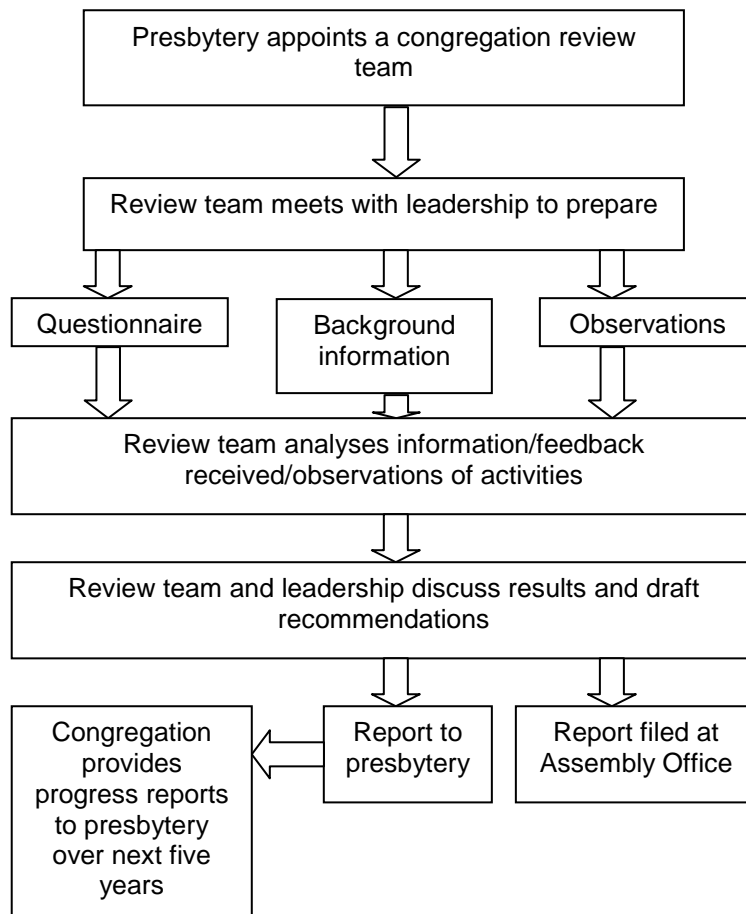 Presbytery appoints a congregation review
team
Review team meets with leadership to prepare
Questionnaire
Background
information
Observations
Review team analyses information/feedback
received/observations of activities
Review team and leadership discuss results and draft
recommendations
Congregation
provides
progress reports
to presbytery
over next five
years
Report to
presbytery
Report filed at
Assembly Office